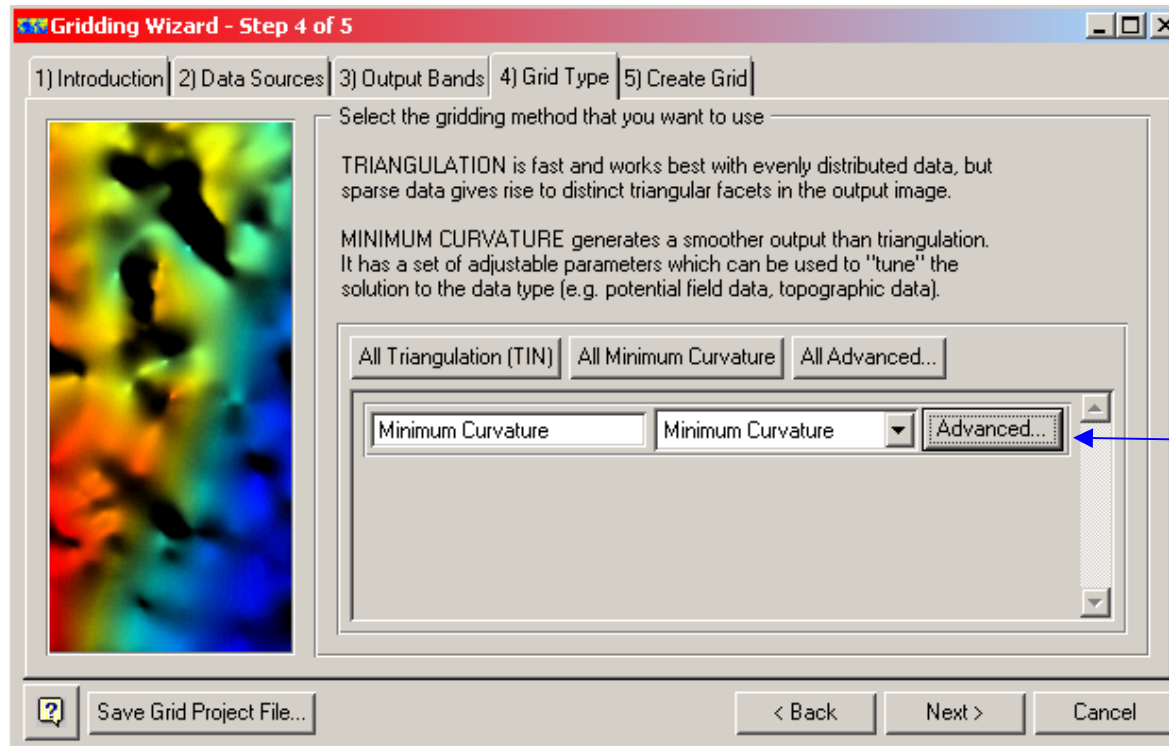 Gridding Wizard - Step 4 of 5
1) Introduction 2) Data Sources 3) Output Bands 4) Grid Type 5) Create Grid
Select the gridding method that you want to use
TRIANGULATION is fast and works best with evenly distributed data, but
sparse data gives rise to distinct triangular facets in the output image.
MINIMUM CURVATURE generates a smoother output than triangulation.
It has a set of adjustable parameters which can be used to "tune" the
solution to the data type (e.g. potential field data, topographic data).
All Triangulation (TIN) All Minimum Curvature All Advanced...
Minimum Curvature Minimum Curvature Advanced...
Save Grid Project File... < Back Next > Cancel